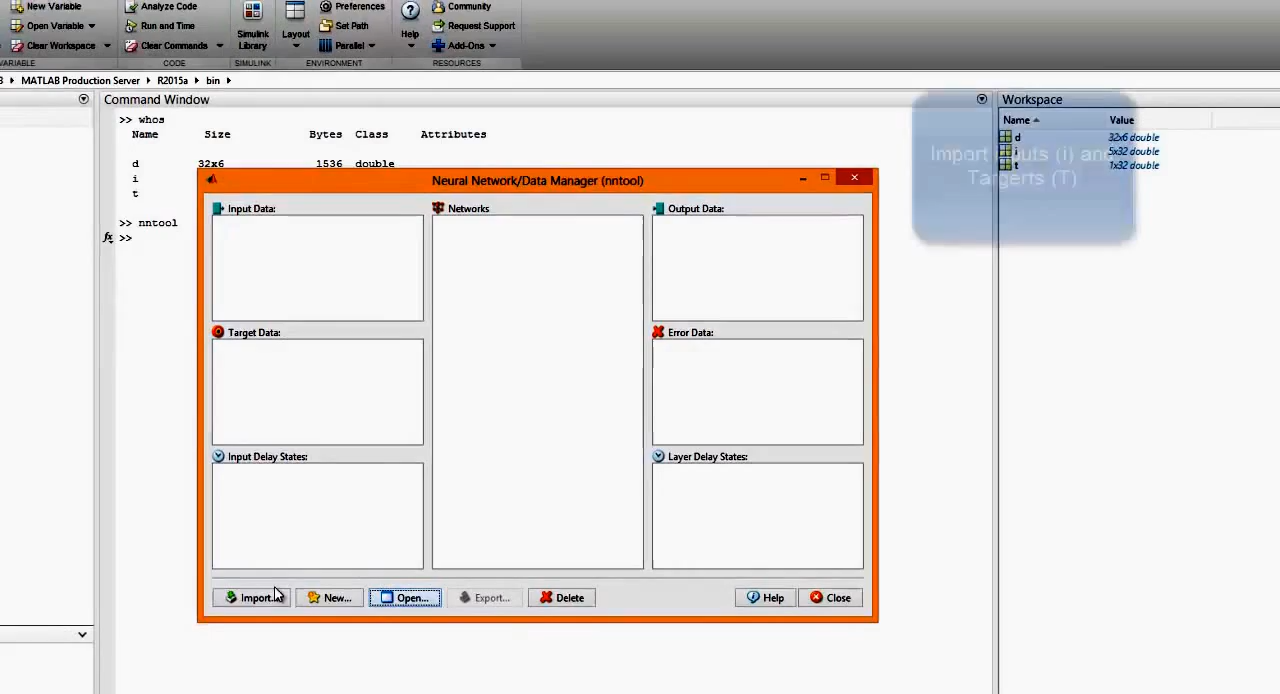 New Variable
Analyze Code
Preferences
Community
Open Variable
Run and Time
Set Path
Request Support
Clear Workspace
Clear Commands
Simulink
Library
Layout
Parallel
Help
Add-Ons
VARIABLE
CODE
SIMULINK
ENVIRONMENT
RESOURCES
MATLAB Production Server
R2015a
bin
Command Window
>> whos
Name Size Bytes Class Attributes
d 32x6 1536 double
i
t
>> nntool
fx >>
Neural Network/Data Manager (nntool)
Input Data:
Networks
Output Data:
Target Data:
Error Data:
Input Delay States:
Layer Delay States:
Import...
New...
Open...
Export...
Delete
Help
Close
Workspace
Name Value
d 32x6 double
i 5x32 double
t 1x32 double
Import Inputs (i) and
Targerts (T)